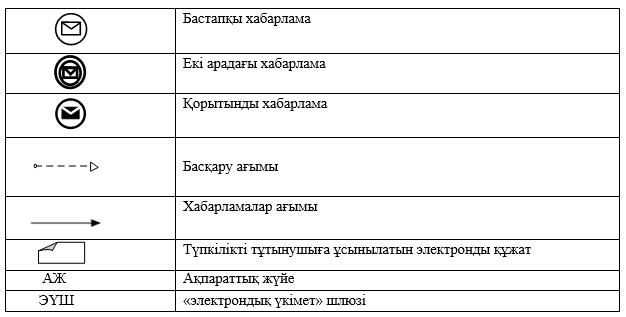 Бастапқы хабарлама
Екі арадағы хабарлама
Қорытынды хабарлама
Басқару ағымы
Хабарламалар ағымы
Түпкілікті тұтынушыға ұсынылатын электронды құжат
АЖ Ақпараттық жүйе
ЭҮШ «электрондық үкімет» шлюзі